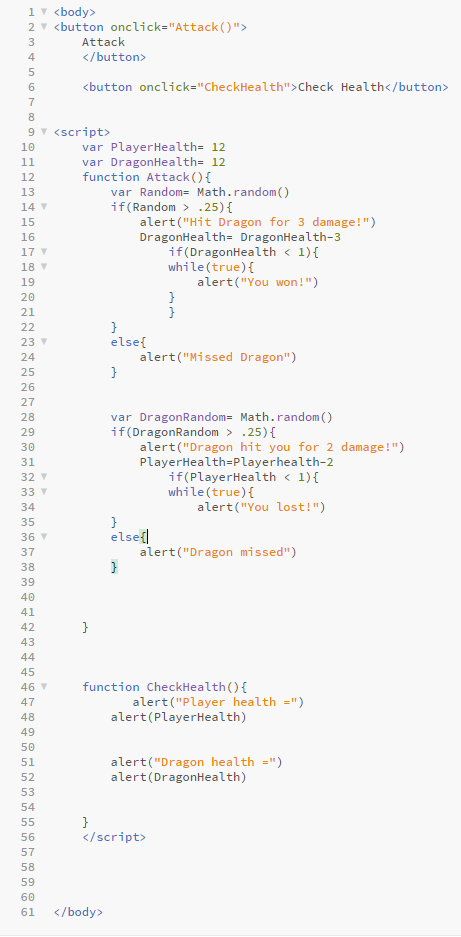 1 <body>
2 <button onclick="Attack()">
3 Attack
4 </button>
5
6 <button onclick="CheckHealth">Check Health</button>
7
8
9 <script>
10 var PlayerHealth= 12
11 var DragonHealth= 12
12 function Attack(){
13 var Random= Math.random()
14 if(Random > .25){
15 alert("Hit Dragon for 3 damage!")
16 DragonHealth= DragonHealth-3
17 if(DragonHealth < 1){
18 while(true){
19 alert("You won!")
20 }
21 }
22 }
23 else{
24 alert("Missed Dragon")
25 }
26
27
28 var DragonRandom= Math.random()
29 if(DragonRandom > .25){
30 alert("Dragon hit you for 2 damage!")
31 PlayerHealth=Playerhealth-2
32 if(PlayerHealth < 1){
33 while(true){
34 alert("You lost!")
35 }
36 else{
37 alert("Dragon missed")
38 }
39
40
41
42 }
43
44
45
46 function CheckHealth(){
47 alert("Player health =")
48 alert(PlayerHealth)
49
50
51 alert("Dragon health =")
52 alert(DragonHealth)
53
54
55 }
56 </script>
57
58
59
60
61 </body>